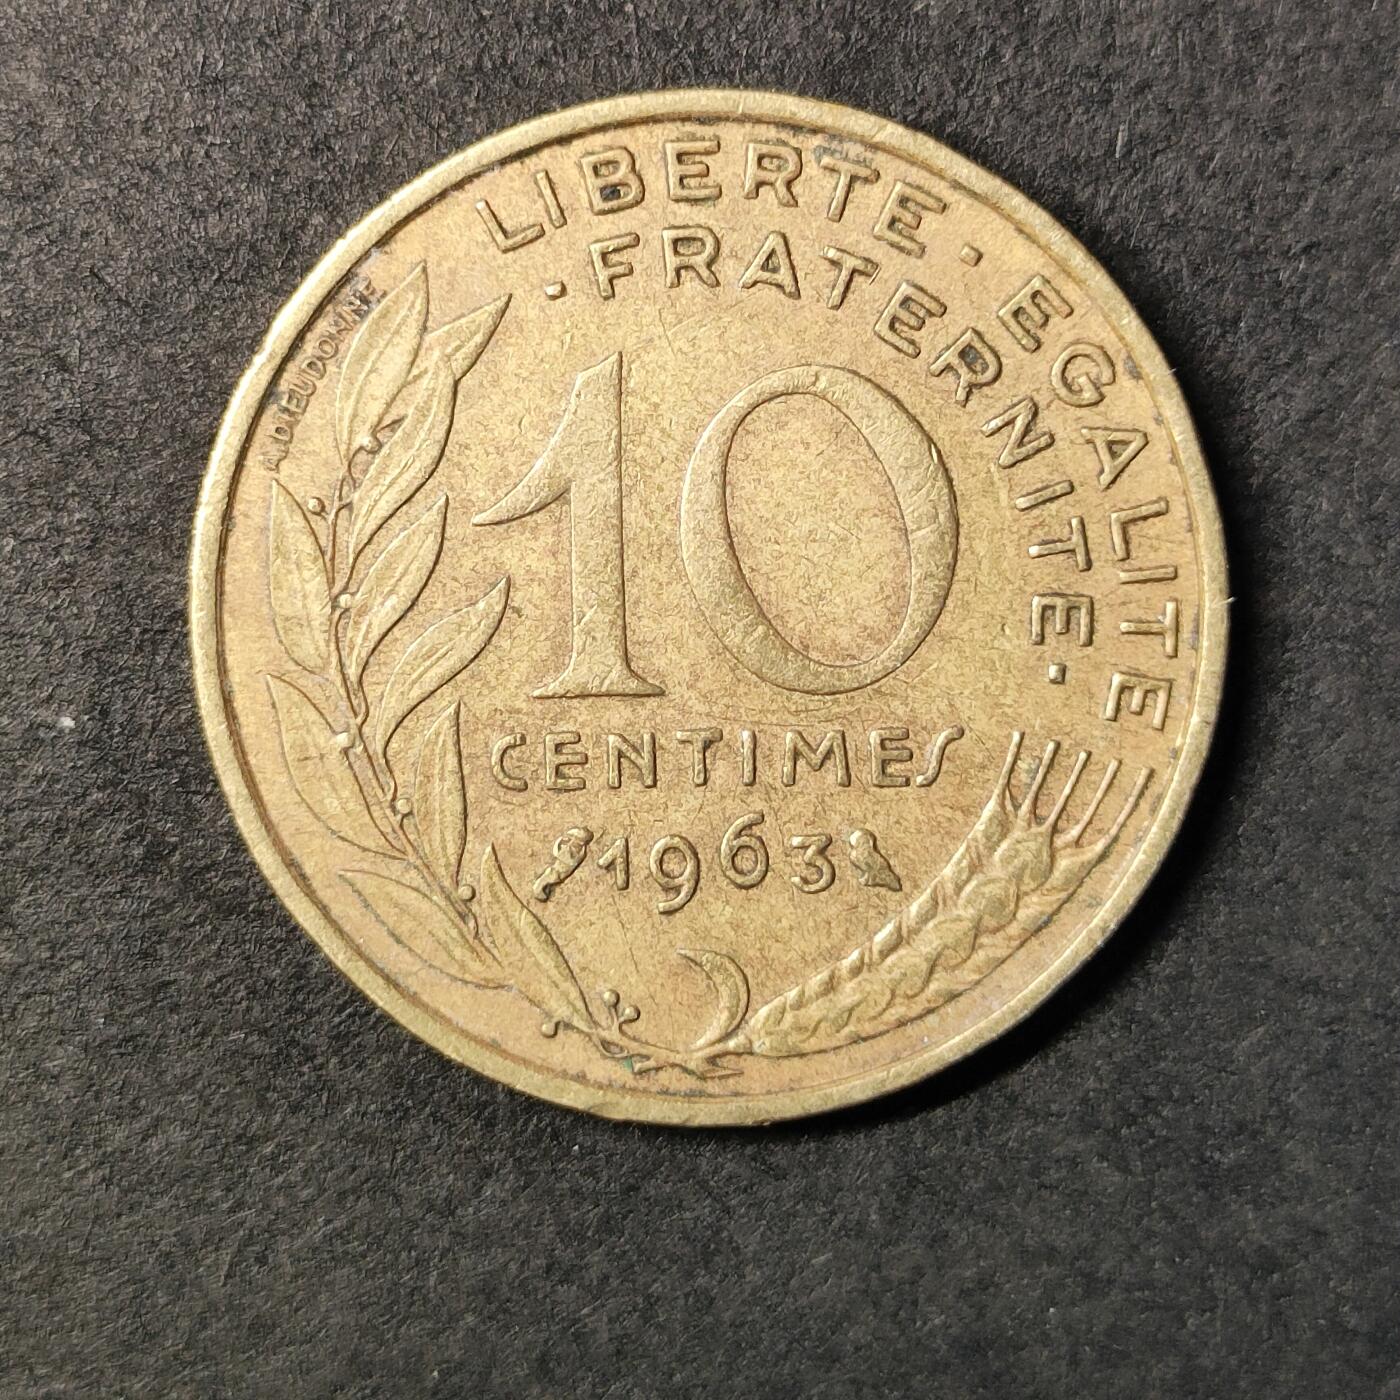 LIBERTE · EGALITE
· FRATERNITE ·
A.DIEUDONNE
10
CENTIMES
1963